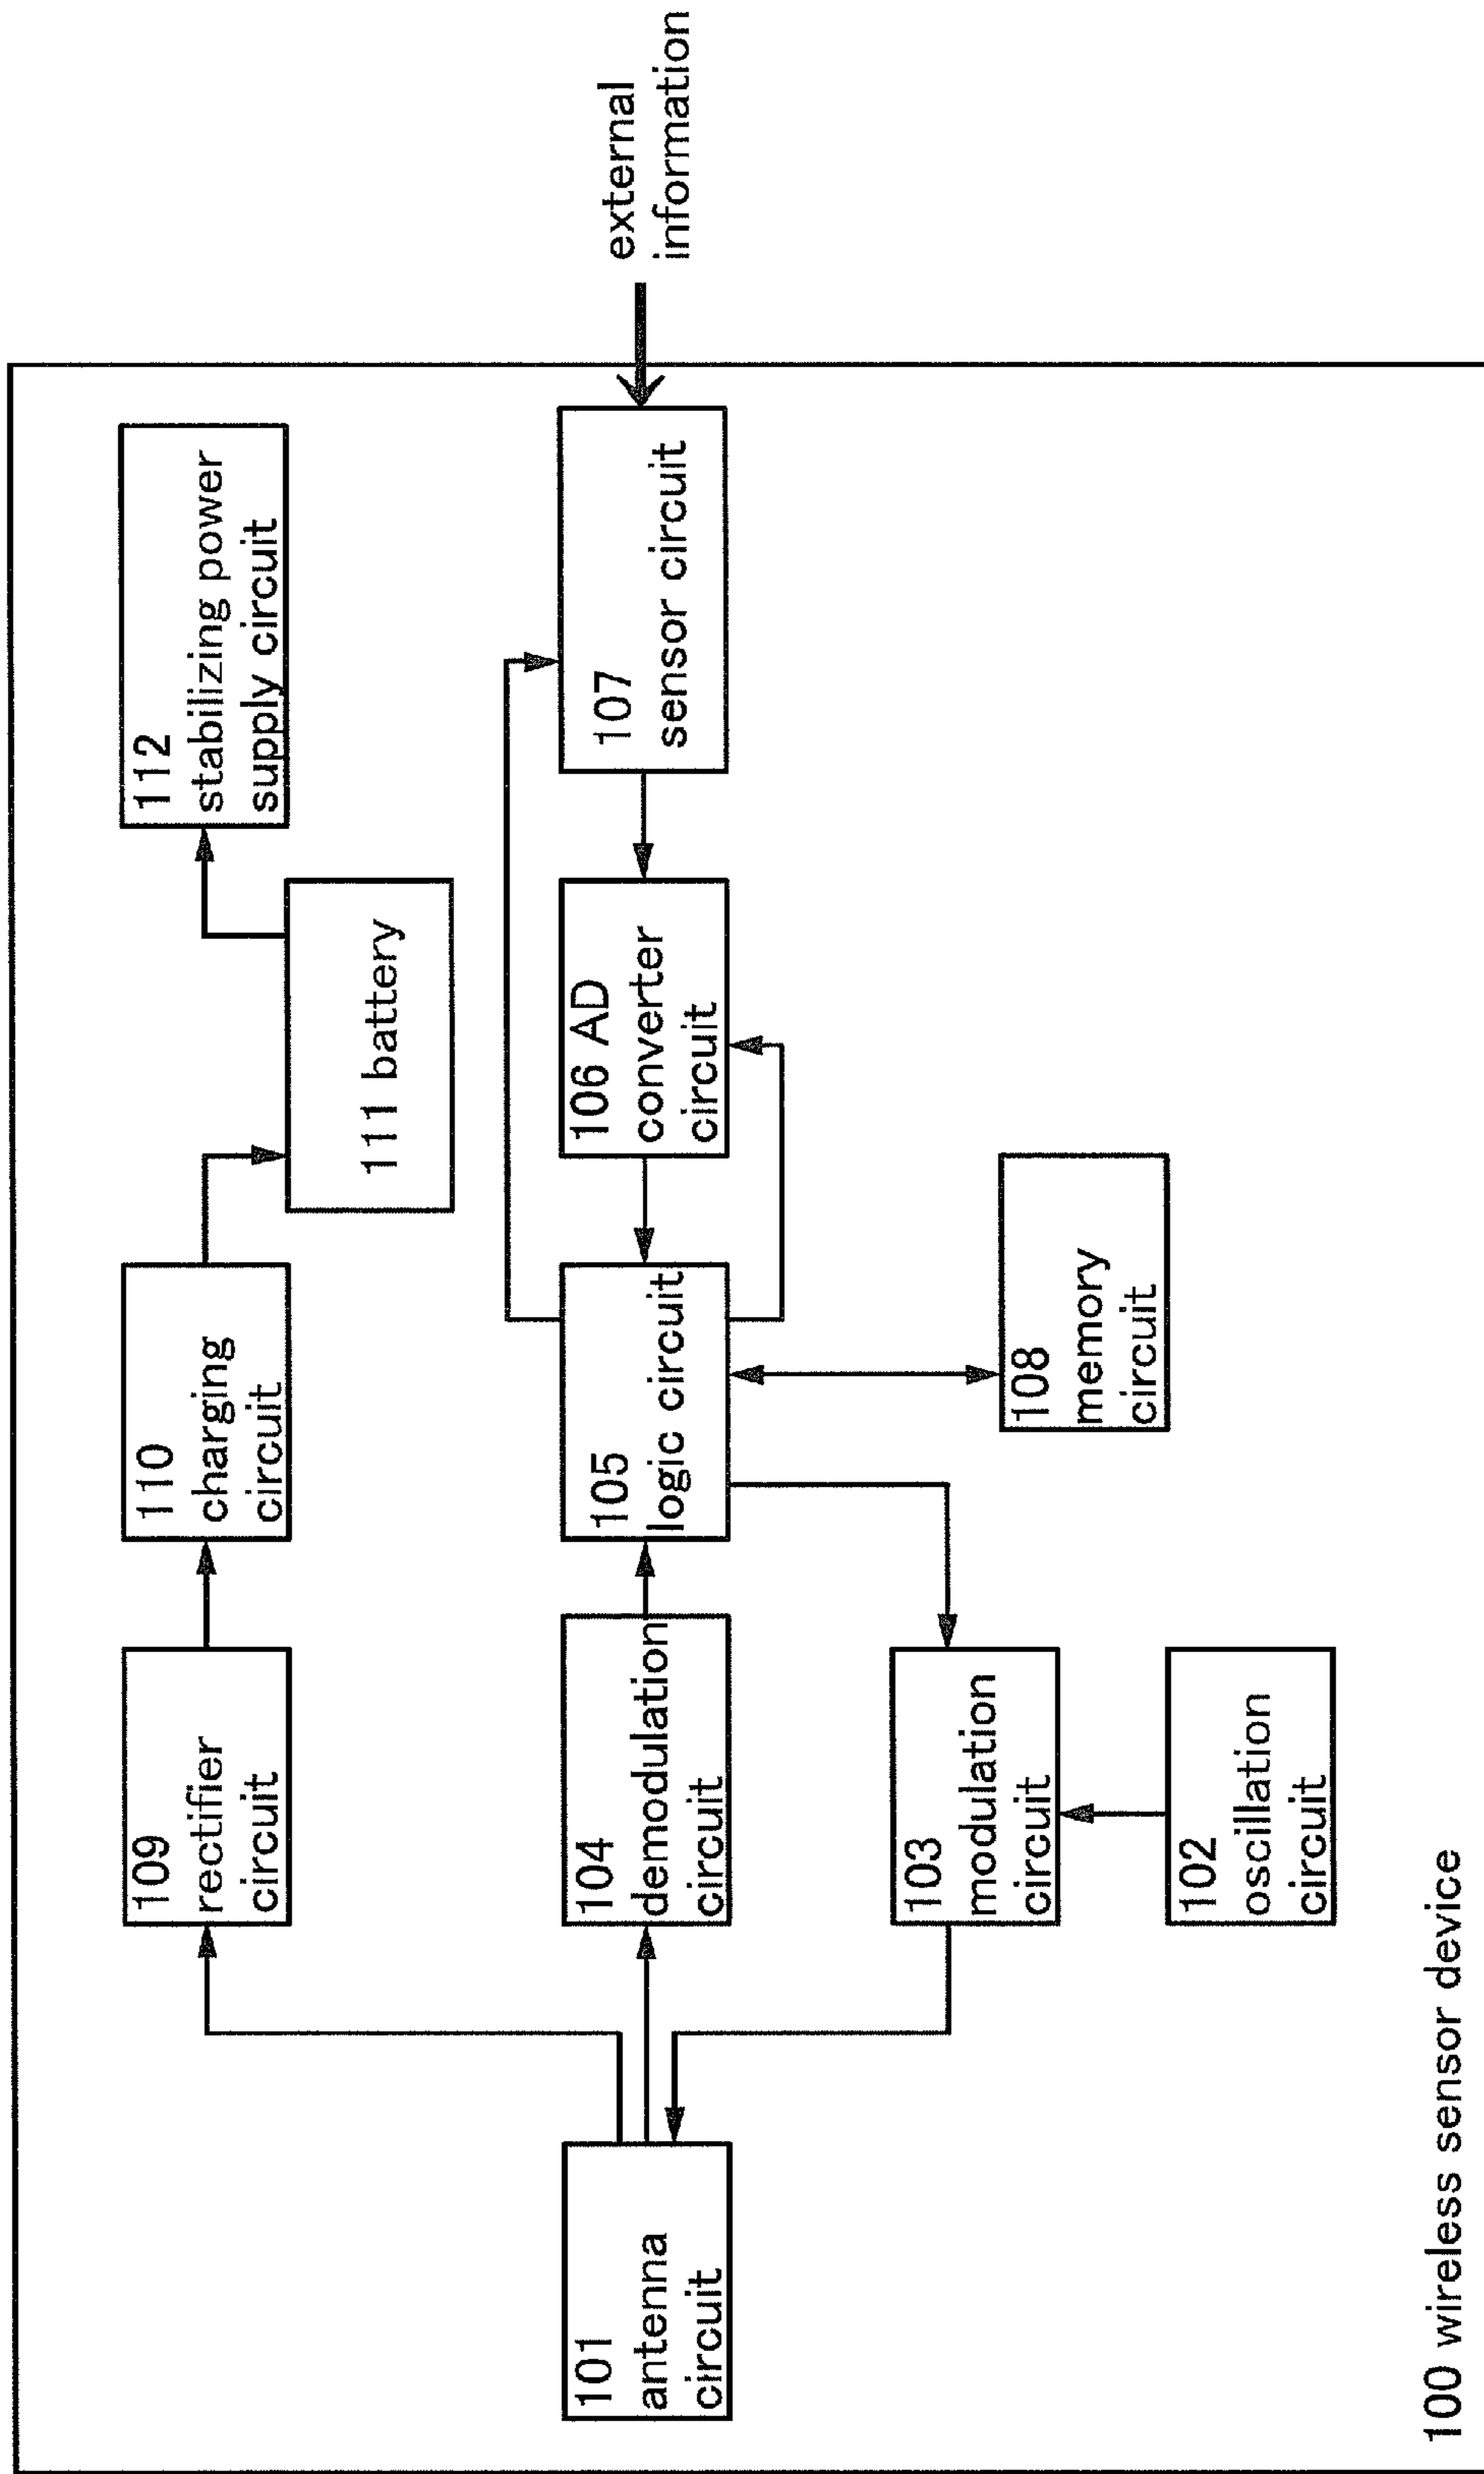 109
rectifier
circuit
110
charging
circuit
111 battery
112
stabilizing power
supply circuit
101
antenna
circuit
104
demodulation
circuit
105
logic circuit
106 AD
converter
circuit
107
sensor circuit
external
information
103
modulation
circuit
108
memory
circuit
102
oscillation
circuit
100 wireless sensor device